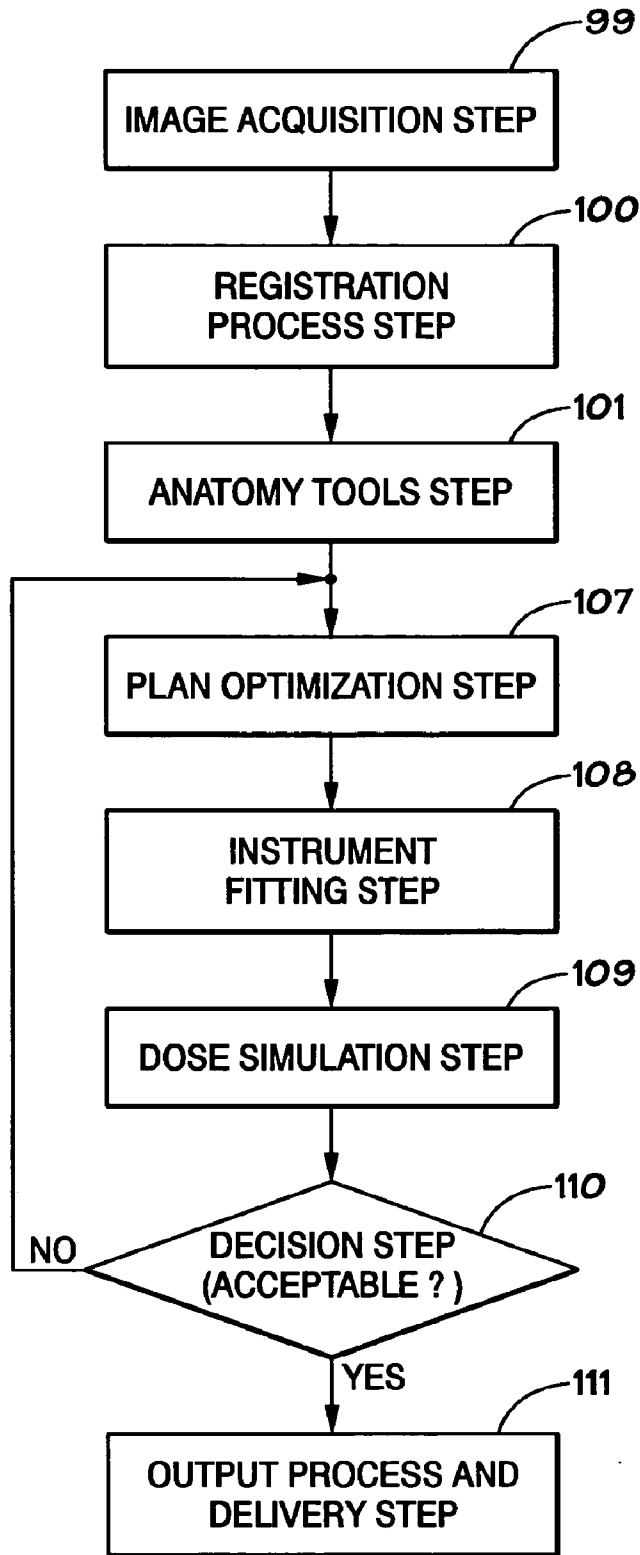 99
IMAGE ACQUISITION STEP
100
REGISTRATION
PROCESS STEP
101
ANATOMY TOOLS STEP
107
PLAN OPTIMIZATION STEP
108
INSTRUMENT
FITTING STEP
109
DOSE SIMULATION STEP
110
DECISION STEP
(ACCEPTABLE ?)
NO
YES
111
OUTPUT PROCESS AND
DELIVERY STEP